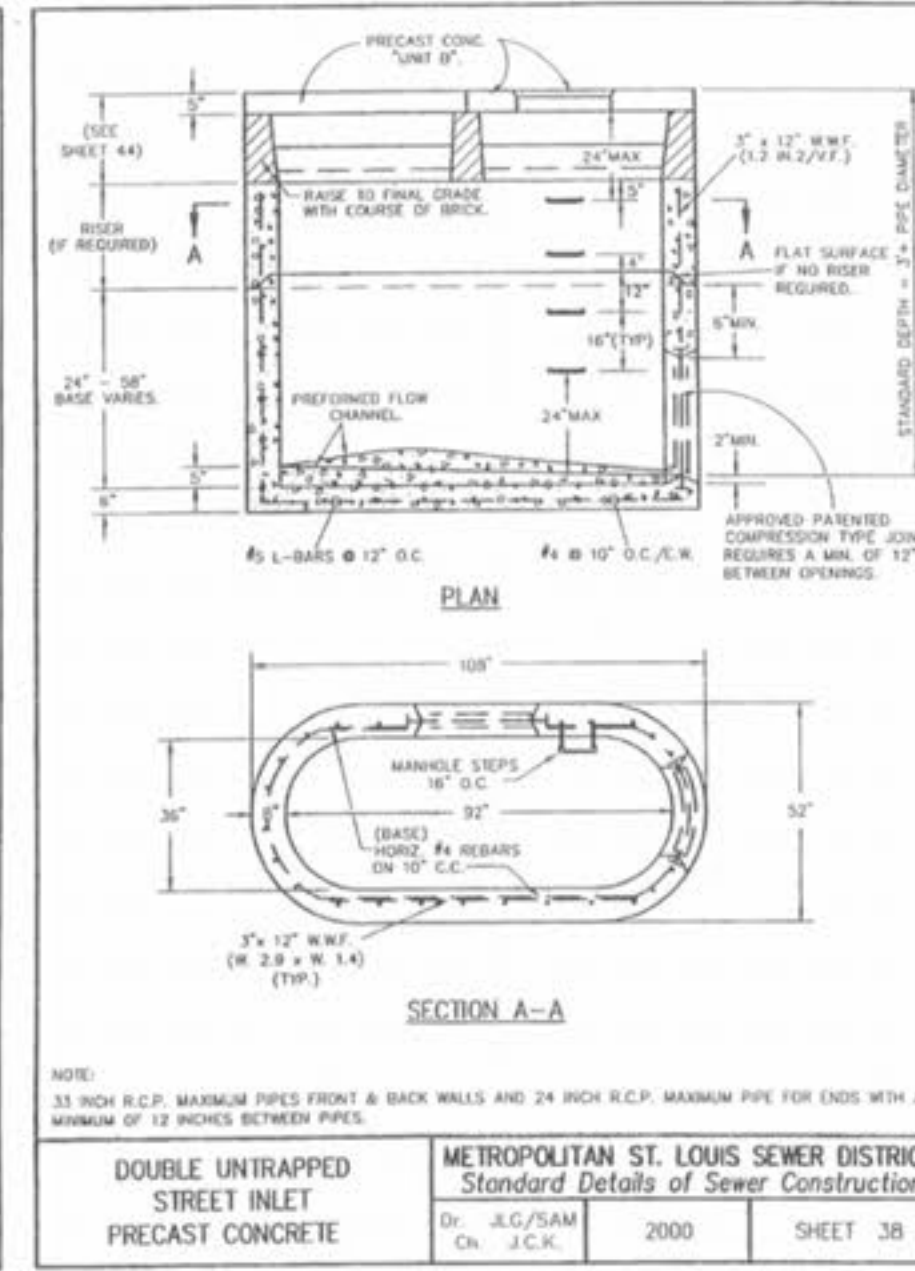 PRECAST CONC.
"UNIT B".
5"
(SEE
SHEET 44)
24"MAX
3" x 12" W.W.F.
(1.2 IN.2/V.F.)
RAISE TO FINAL GRADE
WITH COURSE OF BRICK.
5"
RISER
(IF REQUIRED)
A
A
FLAT SURFACE
IF NO RISER
REQUIRED.
4"
12"
16"(TYP)
6"MIN.
STANDARD DEPTH = 3'+ PIPE DIAMETER
24" - 58"
BASE VARIES.
PREFORMED FLOW
CHANNEL.
24"MAX
2"MIN.
5"
6"
#5 L-BARS @ 12" O.C.
#4 @ 10" O.C./E.W.
APPROVED PATENTED
COMPRESSION TYPE JOIN
REQUIRES A MIN. OF 12"
BETWEEN OPENINGS.
PLAN
108"
MANHOLE STEPS
16" O.C.
36"
92"
52"
(BASE)
HORIZ. #4 REBARS
ON 10" C.C.
3"x 12" W.W.F.
(W. 2.9 x W. 1.4)
(TYP.)
SECTION A-A
NOTE:
33 INCH R.C.P. MAXIMUM PIPES FRONT & BACK WALLS AND 24 INCH R.C.P. MAXIMUM PIPE FOR ENDS WITH
MINIMUM OF 12 INCHES BETWEEN PIPES.
DOUBLE UNTRAPPED
STREET INLET
PRECAST CONCRETE
METROPOLITAN ST. LOUIS SEWER DISTRIC
Standard Details of Sewer Construction
Dr. JLG/SAM
Ch. J.C.K.
2000
SHEET 38